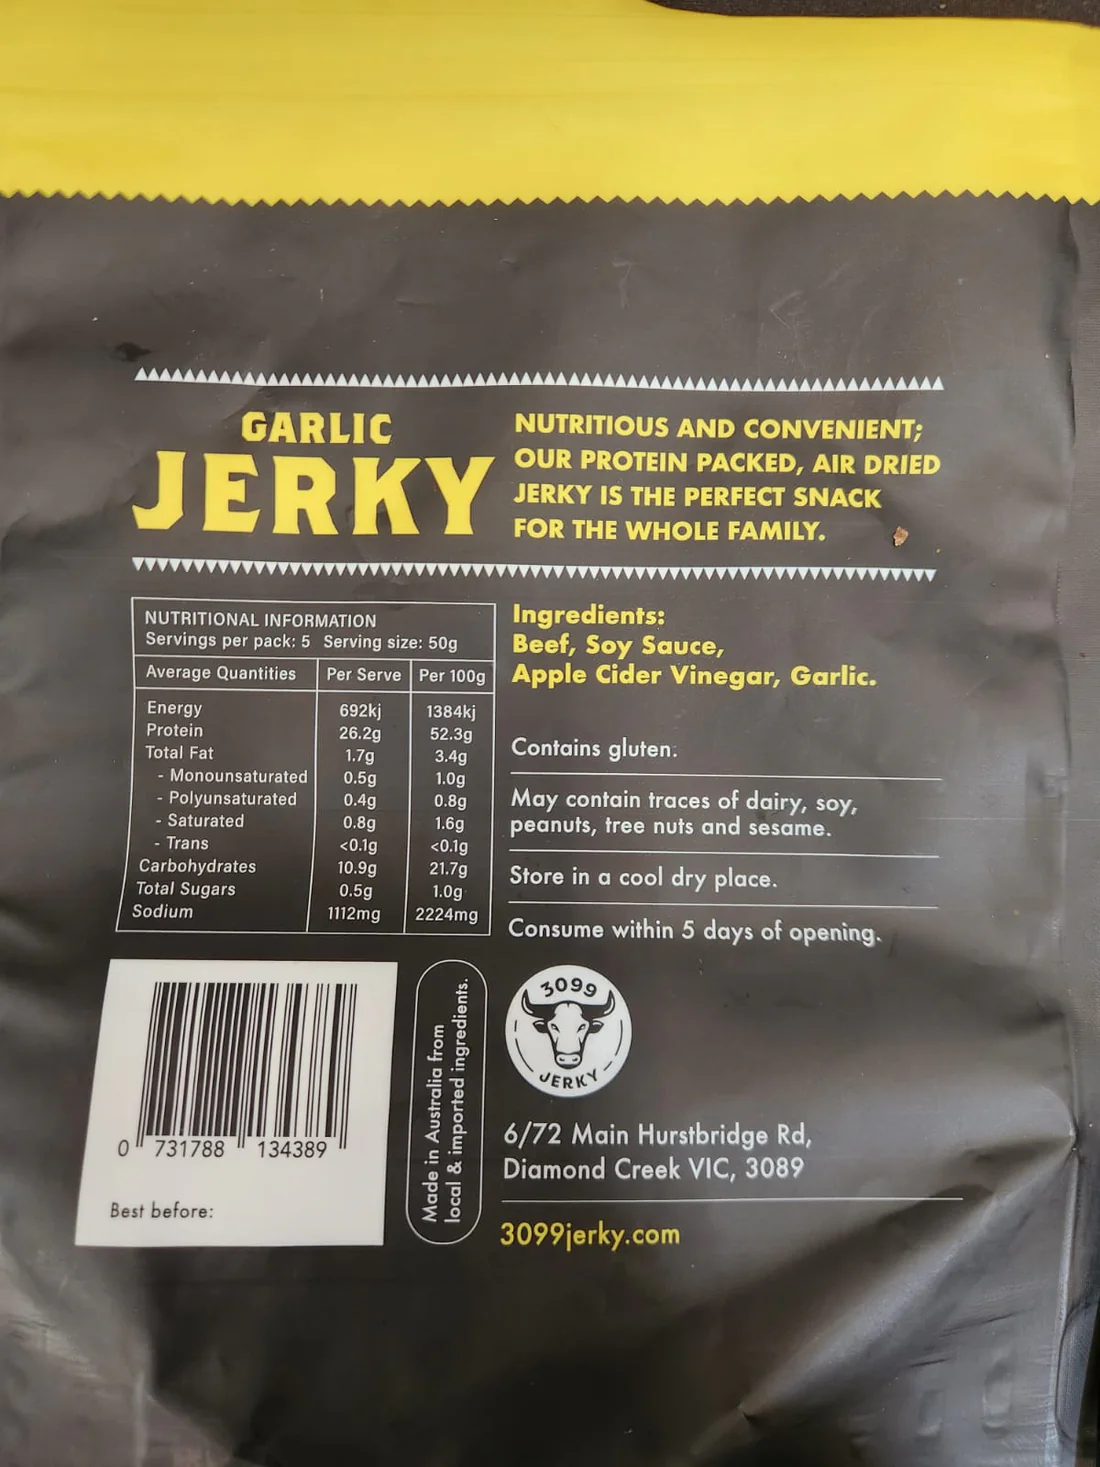 GARLIC
JERKY
NUTRITIOUS AND CONVENIENT;
OUR PROTEIN PACKED, AIR DRIED
JERKY IS THE PERFECT SNACK
FOR THE WHOLE FAMILY.
NUTRITIONAL INFORMATION
Servings per pack: 5 Serving size: 50g
Average Quantities Per Serve Per 100g
Energy 692kj 1384kj
Protein 26.2g 52.3g
Total Fat 1.7g 3.4g
- Monounsaturated 0.5g 1.0g
- Polyunsaturated 0.4g 0.8g
- Saturated 0.8g 1.6g
- Trans <0.1g <0.1g
Carbohydrates 10.9g 21.7g
Total Sugars 0.5g 1.0g
Sodium 1112mg 2224mg
Ingredients:
Beef, Soy Sauce,
Apple Cider Vinegar, Garlic.
Contains gluten.
May contain traces of dairy, soy,
peanuts, tree nuts and sesame.
Store in a cool dry place.
Consume within 5 days of opening.
0 731788 134389
Best before:
Made in Australia from
local & imported ingredients.
3099
JERKY
6/72 Main Hurstbridge Rd,
Diamond Creek VIC, 3089
3099jerky.com